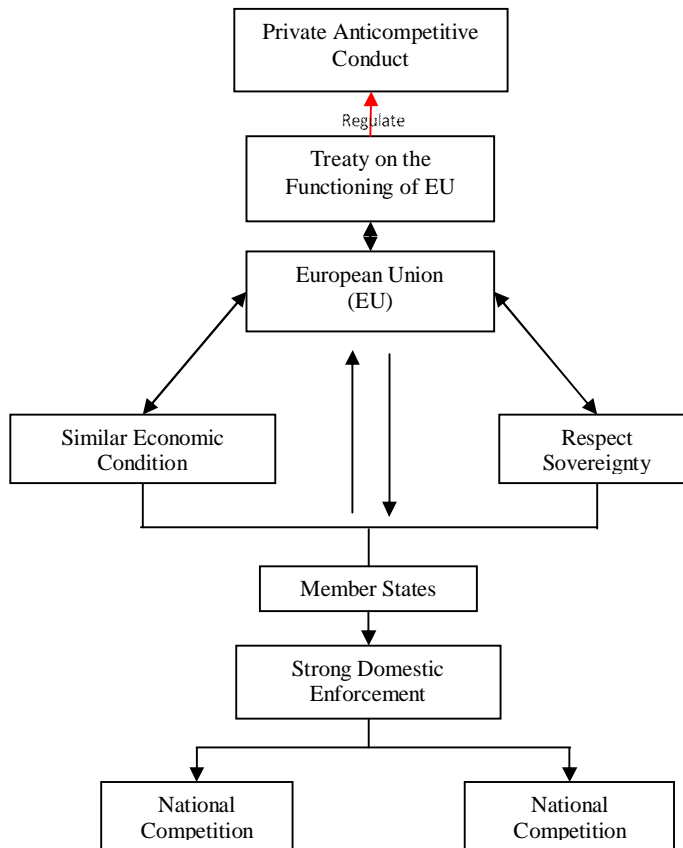 Private Anticompetitive
Conduct
Regulate
Treaty on the
Functioning of EU
European Union
(EU)
Similar Economic
Condition
Respect
Sovereignty
Member States
Strong Domestic
Enforcement
National
Competition
National
Competition